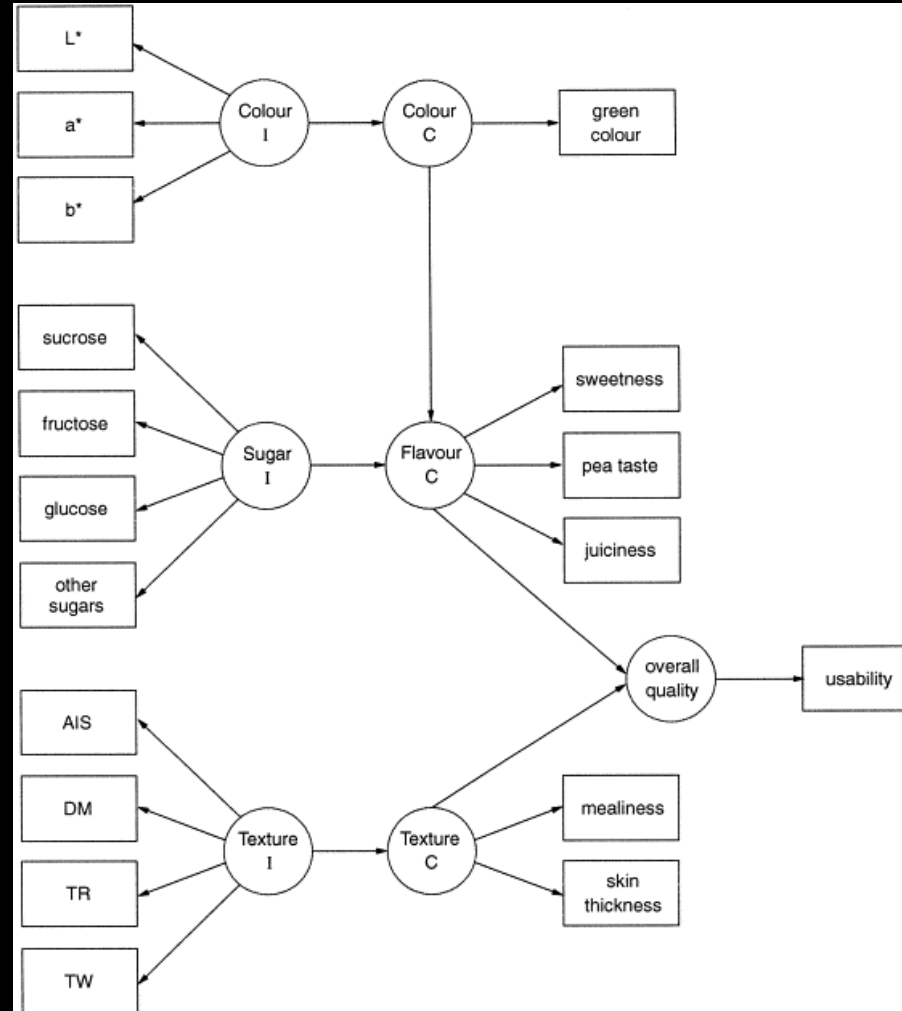 L*
a*
b*
Colour
I
Colour
C
green
colour
sucrose
fructose
glucose
other
sugars
Sugar
I
Flavour
C
sweetness
pea taste
juiciness
overall
quality
usability
AIS
DM
TR
TW
Texture
I
Texture
C
mealiness
skin
thickness